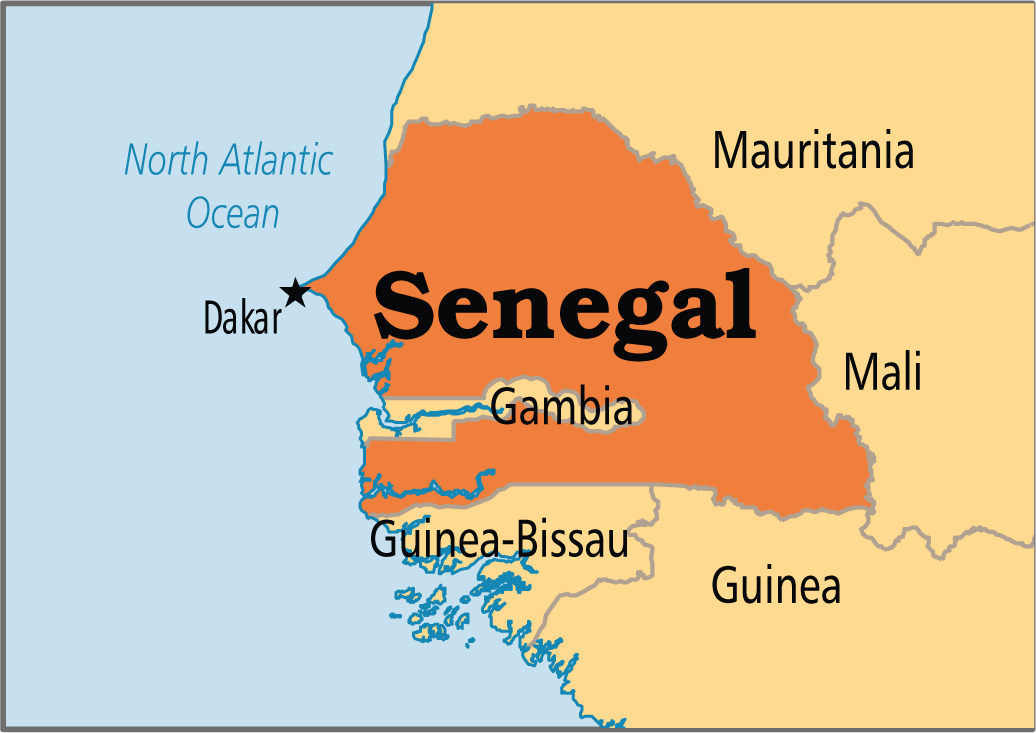 Mauritania
North Atlantic
Ocean
Senegal
Dakar
Mali
Gambia
Guinea-Bissau
Guinea